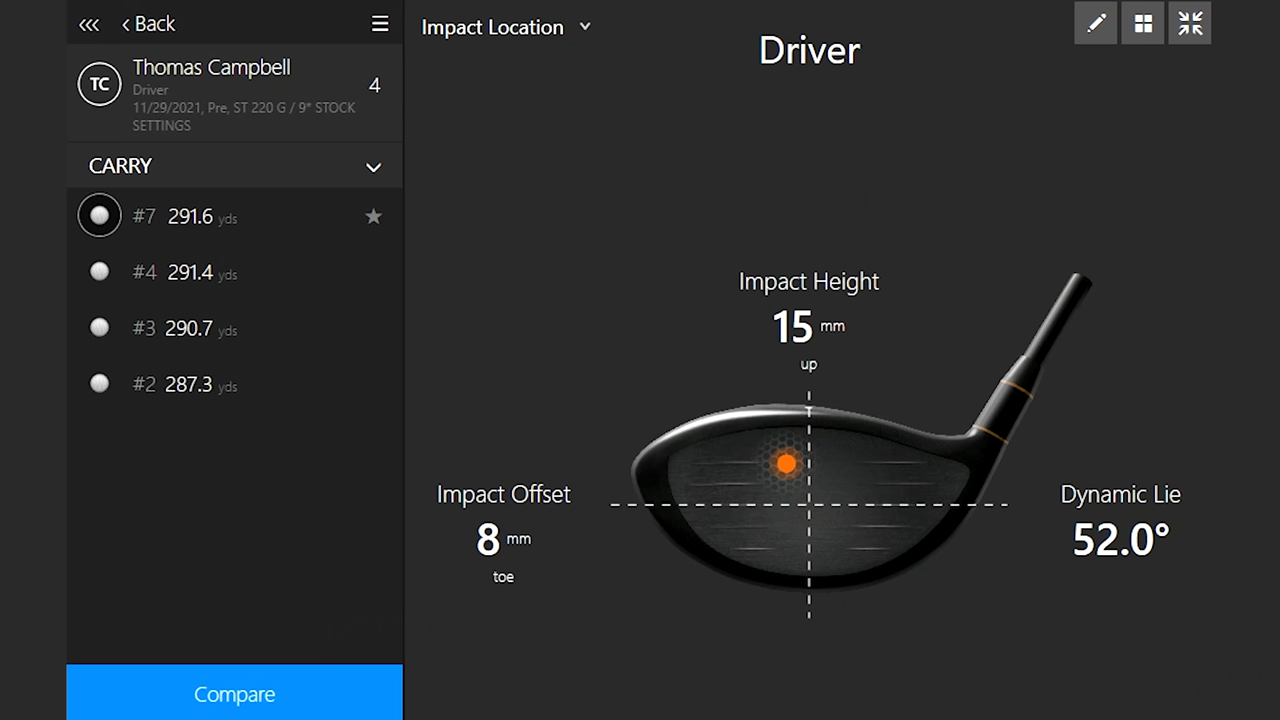 Back
TC
Thomas Campbell
4
Driver
11/29/2021, Pre, ST 220 G / 9* STOCK
SETTINGS
CARRY
#7 291.6 yds
#4 291.4 yds
#3 290.7 yds
#2 287.3 yds
Compare
Impact Location
Driver
Impact Height
15 mm
up
Impact Offset
8 mm
toe
Dynamic Lie
52.0°